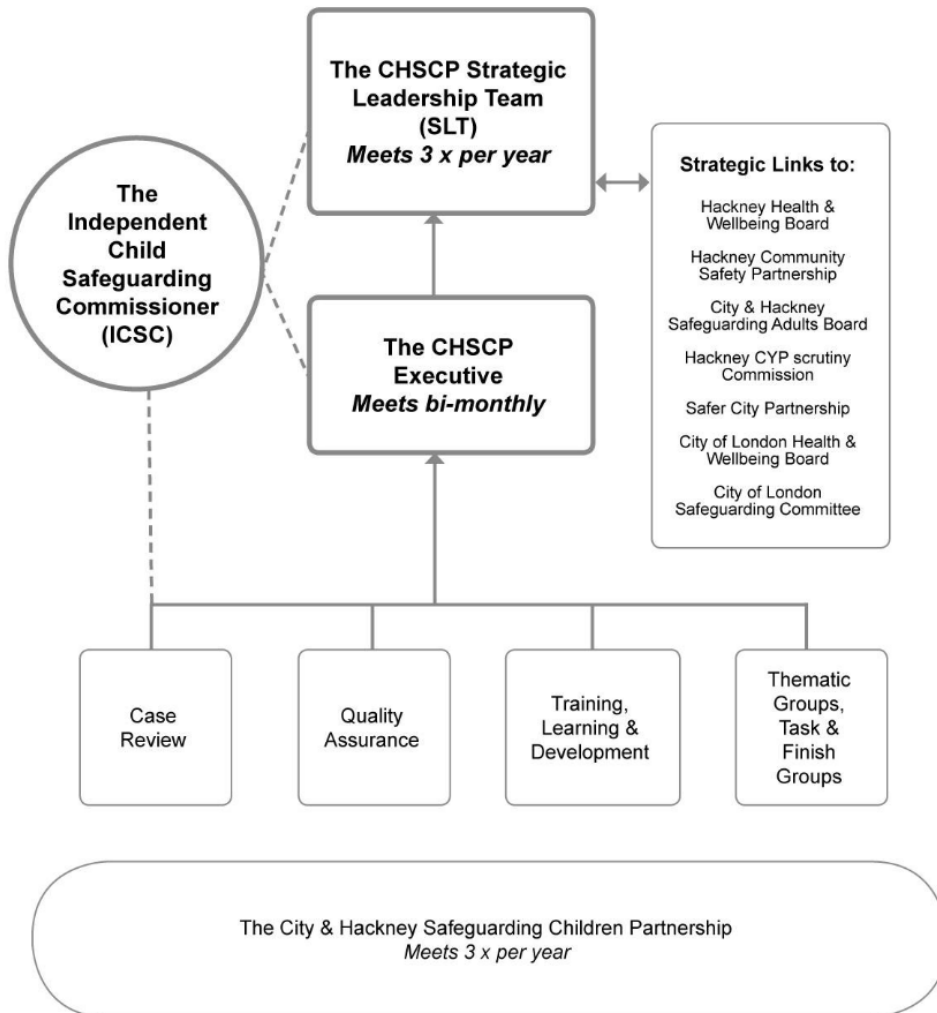 The CHSCP Strategic
Leadership Team
(SLT)
Meets 3 x per year
The
Independent
Child
Safeguarding
Commissioner
(ICSC)
Strategic Links to:
Hackney Health &
Wellbeing Board
Hackney Community
Safety Partnership
City & Hackney
Safeguarding Adults Board
Hackney CYP scrutiny
Commission
Safer City Partnership
City of London Health &
Wellbeing Board
City of London
Safeguarding Committee
The CHSCP
Executive
Meets bi-monthly
Case
Review
Quality
Assurance
Training,
Learning &
Development
Thematic
Groups,
Task &
Finish
Groups
The City & Hackney Safeguarding Children Partnership
Meets 3 x per year